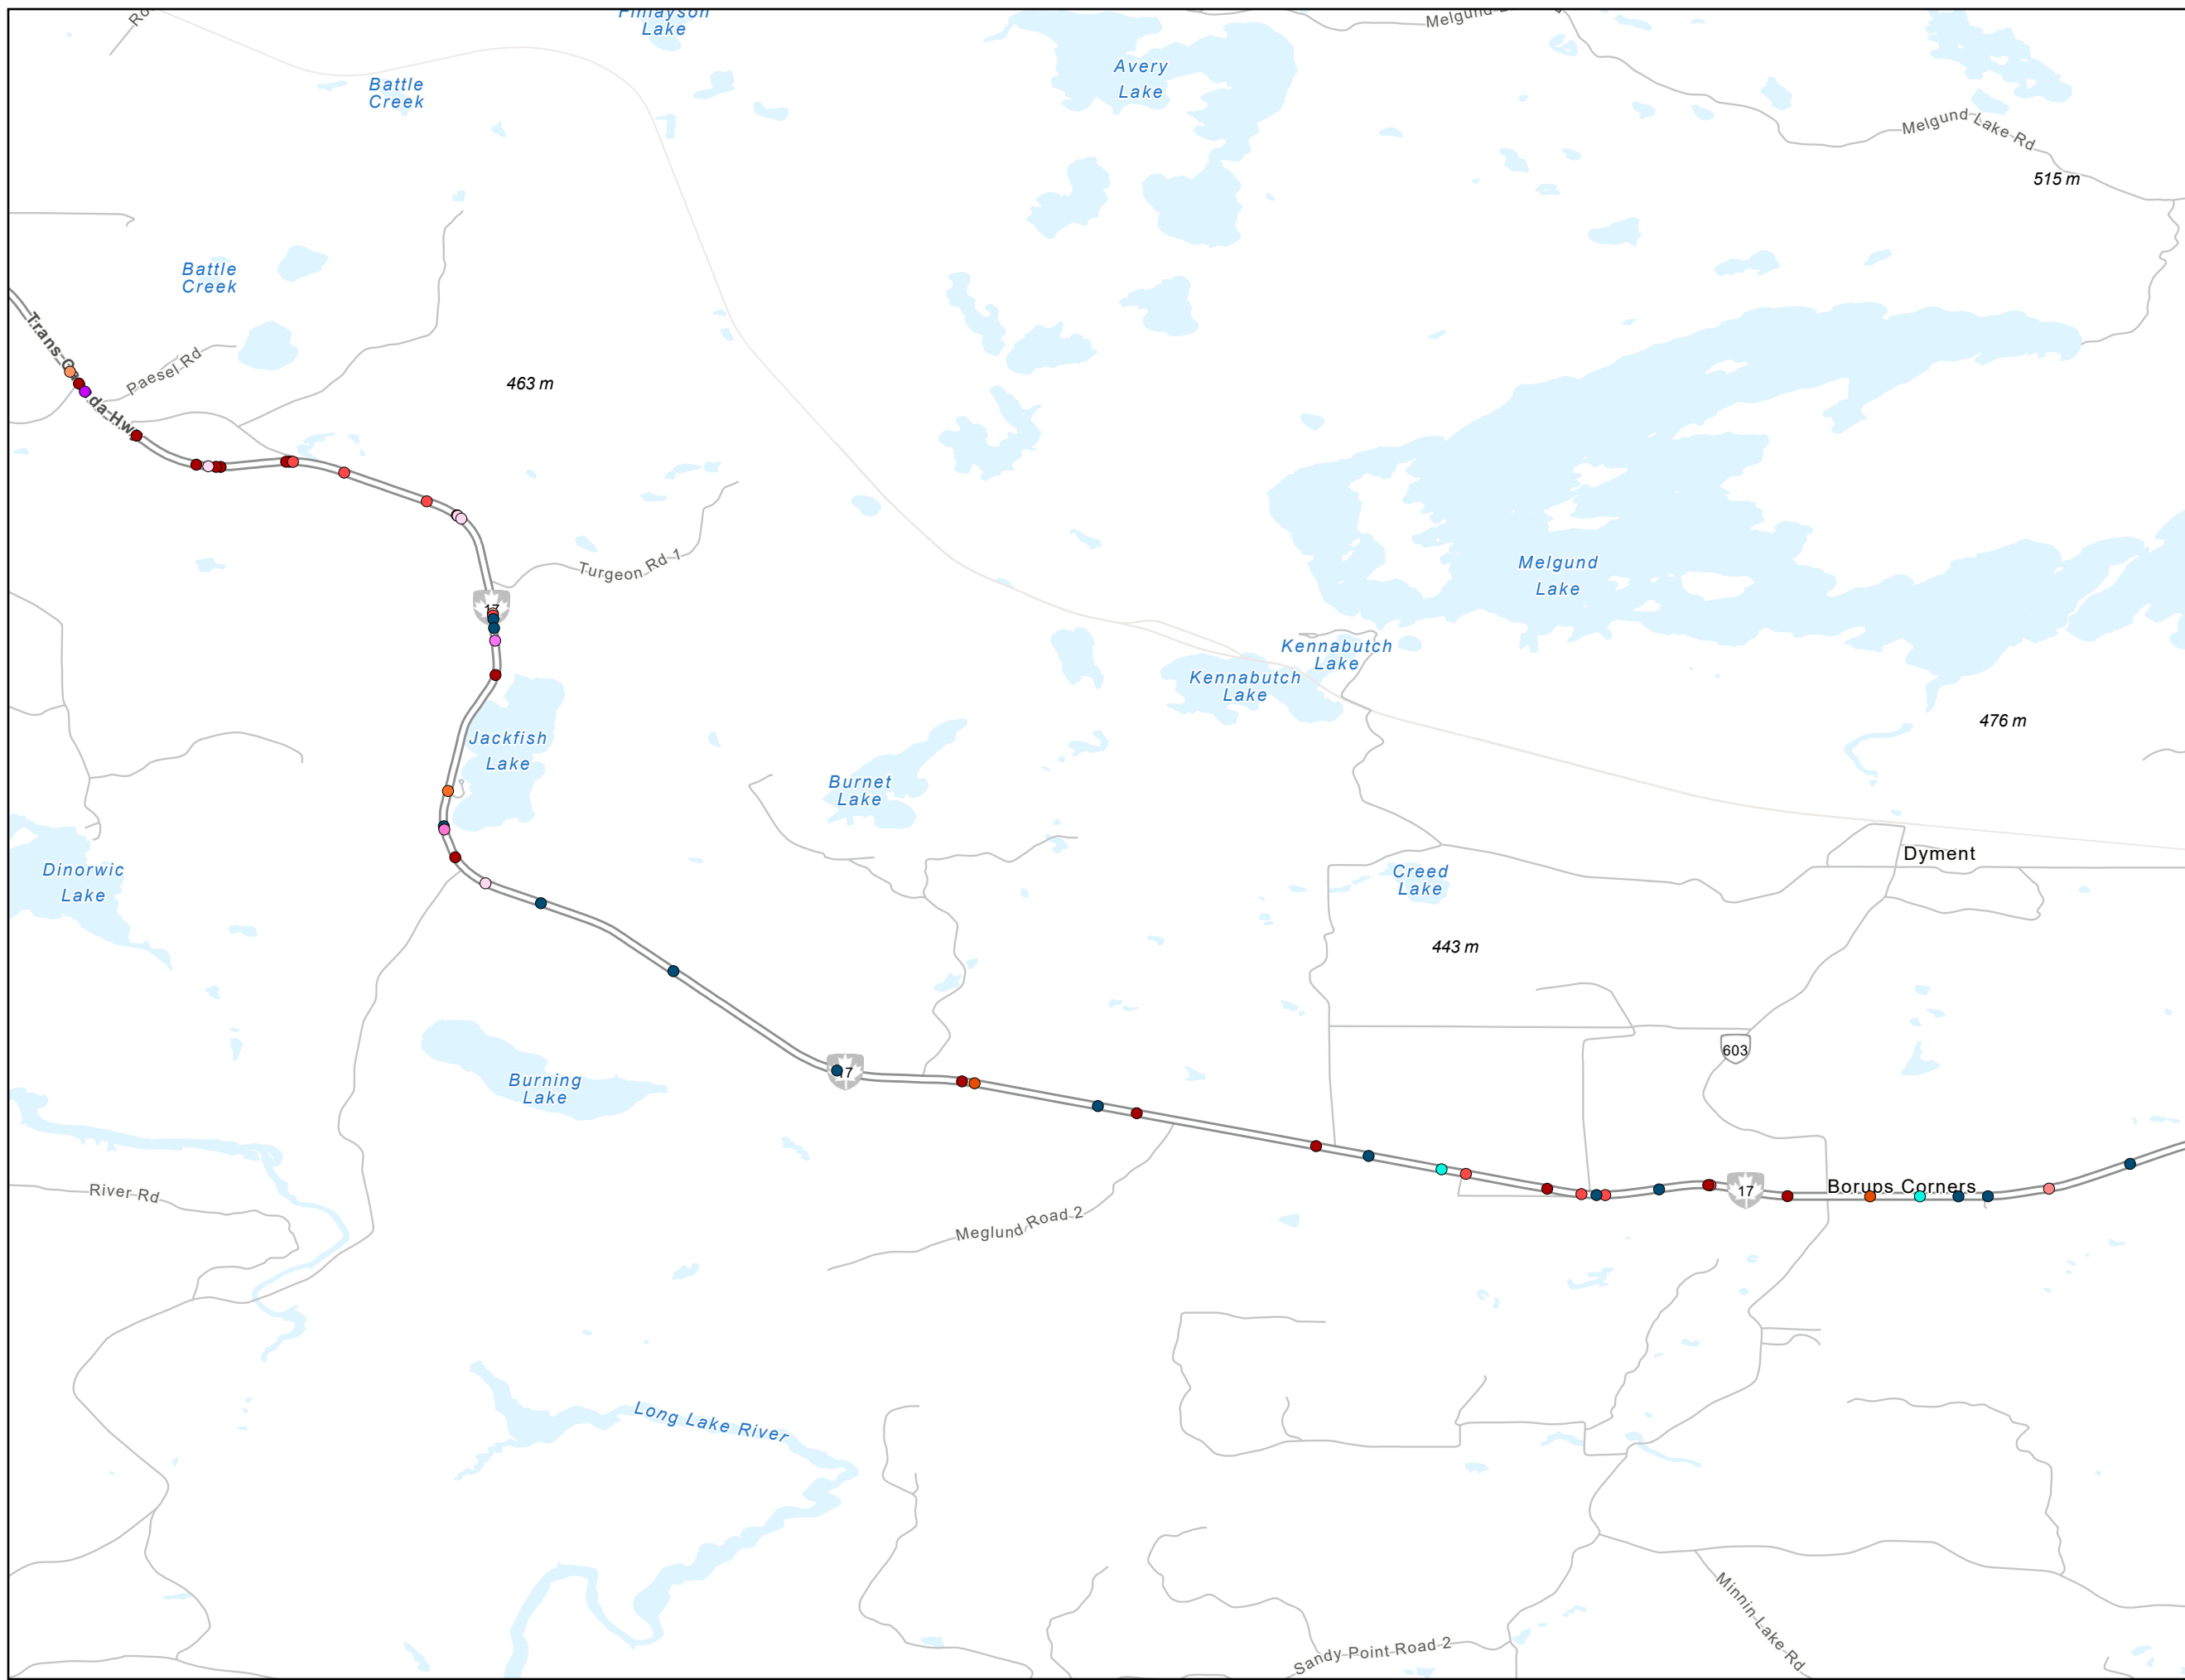 Finlayson
Lake
Melgund
Battle
Creek
Avery
Lake
Melgund Lake Rd
515 m
Battle
Creek
Trans-C
da-Hwy
Paesel Rd
463 m
Turgeon Rd 1
Melgund
Lake
17
Kennabutch
Lake
Kennabutch
Lake
476 m
Jackfish
Lake
Burnet
Lake
Dyment
Dinorwic
Lake
Creed
Lake
443 m
603
17
Burning
Lake
River Rd
17
Borups Corners
Meglund Road 2
Long Lake River
Minnin Lake Rd
Sandy Point Road 2